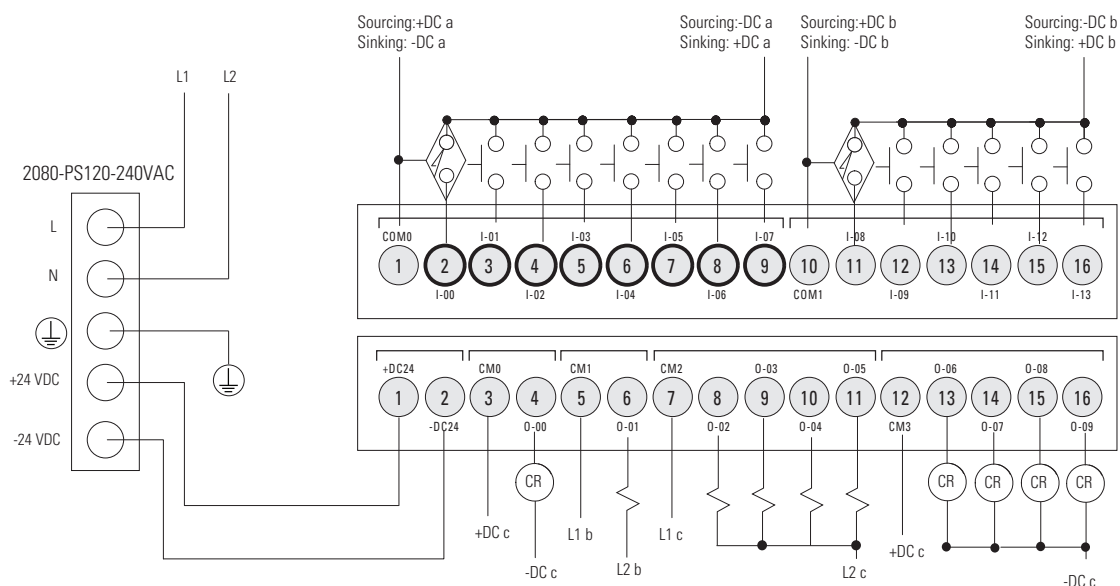 Sourcing:+DC a
Sinking: -DC a
Sourcing:-DC a
Sinking: +DC a
Sourcing:+DC b
Sinking: -DC b
Sourcing:-DC b
Sinking: +DC b
L1
L2
2080-PS120-240VAC
L
N
+24 VDC
-24 VDC
COM0
I-01
I-03
I-05
I-07
I-08
I-10
I-12
1
2
3
4
5
6
7
8
9
10
11
12
13
14
15
16
I-00
I-02
I-04
I-06
COM1
I-09
I-11
I-13
+DC24
CM0
CM1
CM2
O-03
O-05
O-06
O-08
1
2
3
4
5
6
7
8
9
10
11
12
13
14
15
16
-DC24
O-00
O-01
O-02
O-04
CM3
O-07
O-09
CR
CR
CR
CR
CR
+DC c
-DC c
L1 b
L2 b
L1 c
L2 c
+DC c
-DC c